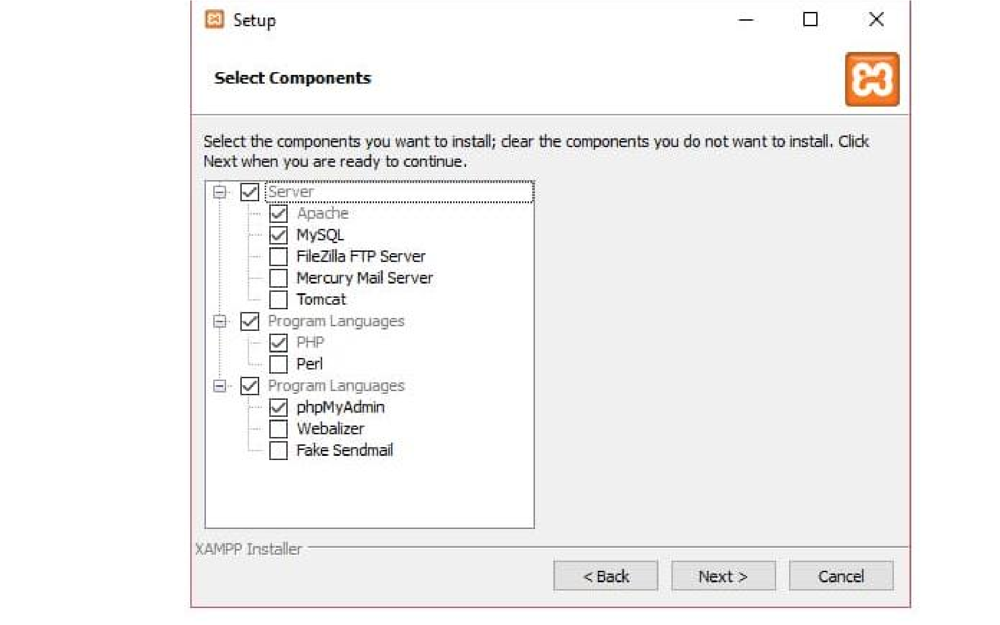 Setup
Select Components
Select the components you want to install; clear the components you do not want to install. Click
Next when you are ready to continue.
Server
Apache
MySQL
FileZilla FTP Server
Mercury Mail Server
Tomcat
Program Languages
PHP
Perl
Program Languages
phpMyAdmin
Webalizer
Fake Sendmail
XAMPP Installer
< Back
Next >
Cancel